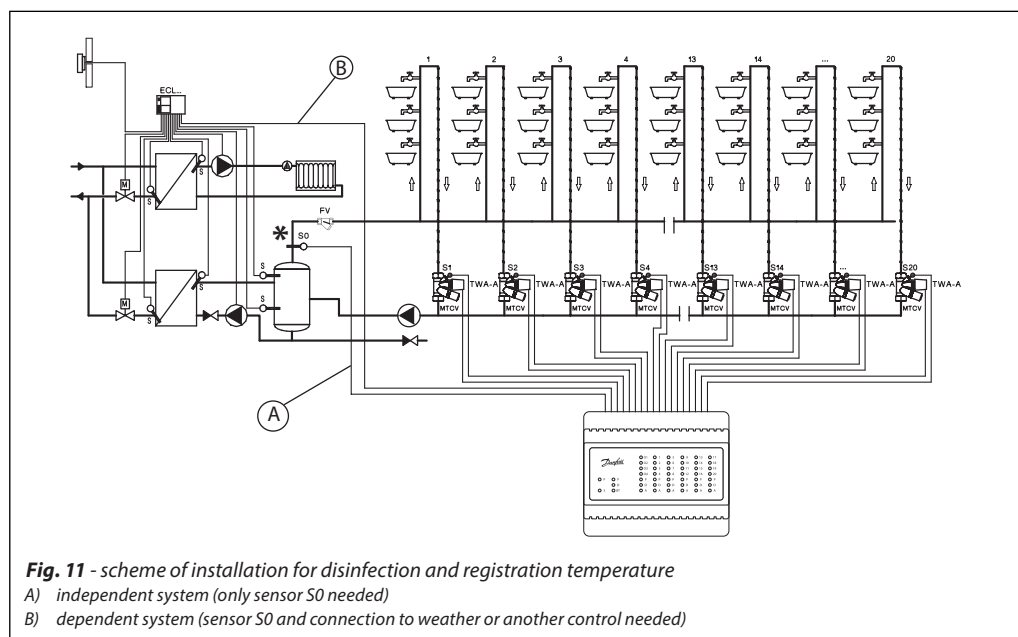 1 2 3 4 13 14 ... 20
B
ECL...
M
S
S
FV
S0
S
M
S
S
S
S1 S2 S3 S4 S13 S14 ... S20
TWA-A TWA-A TWA-A TWA-A TWA-A TWA-A TWA-A TWA-A
MTCV MTCV MTCV MTCV MTCV MTCV MTCV MTCV
A
Danfoss
Fig. 11 - scheme of installation for disinfection and registration temperature
A) independent system (only sensor S0 needed)
B) dependent system (sensor S0 and connection to weather or another control needed)